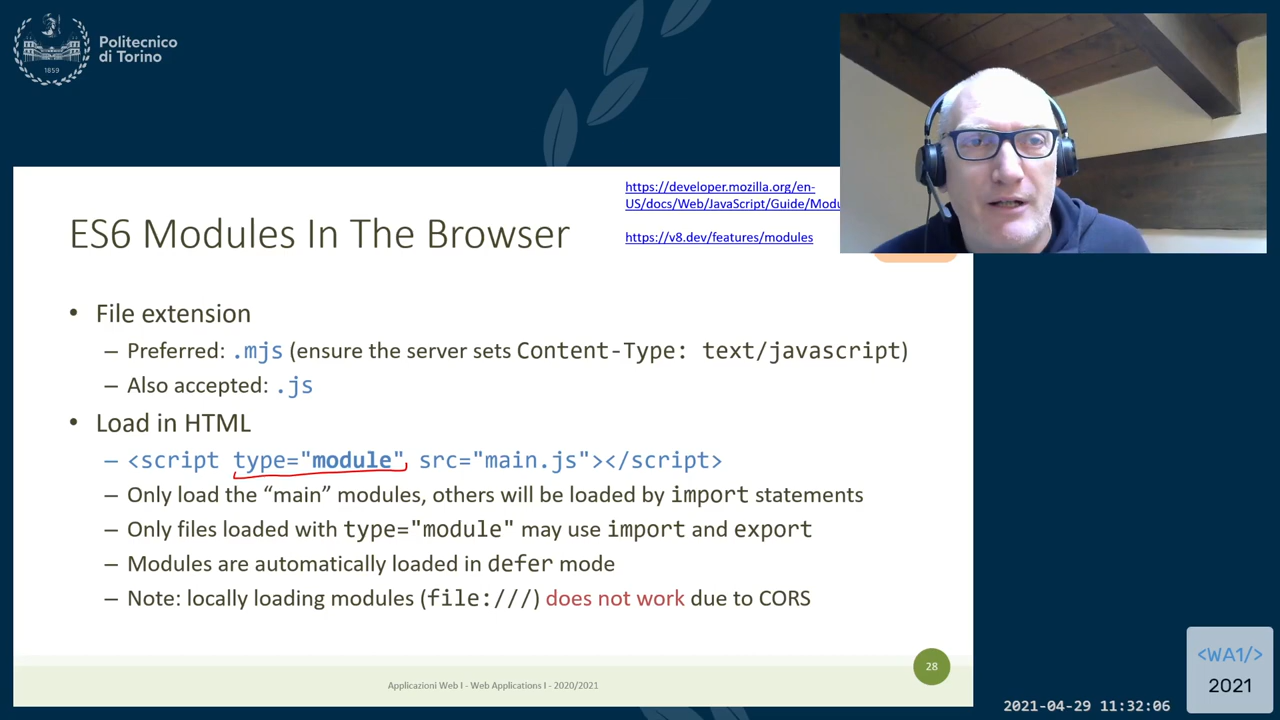 Politecnico
di Torino
1859
https://developer.mozilla.org/en-
US/docs/Web/JavaScript/Guide/Modu
https://v8.dev/features/modules
ES6 Modules In The Browser
• File extension
– Preferred: .mjs (ensure the server sets Content-Type: text/javascript)
– Also accepted: .js
• Load in HTML
– <script type="module" src="main.js"></script>
– Only load the “main” modules, others will be loaded by import statements
– Only files loaded with type="module" may use import and export
– Modules are automatically loaded in defer mode
– Note: locally loading modules (file:///) does not work due to CORS
28
Applicazioni Web I - Web Applications I - 2020/2021
<WA1/>
2021
2021-04-29 11:32:06